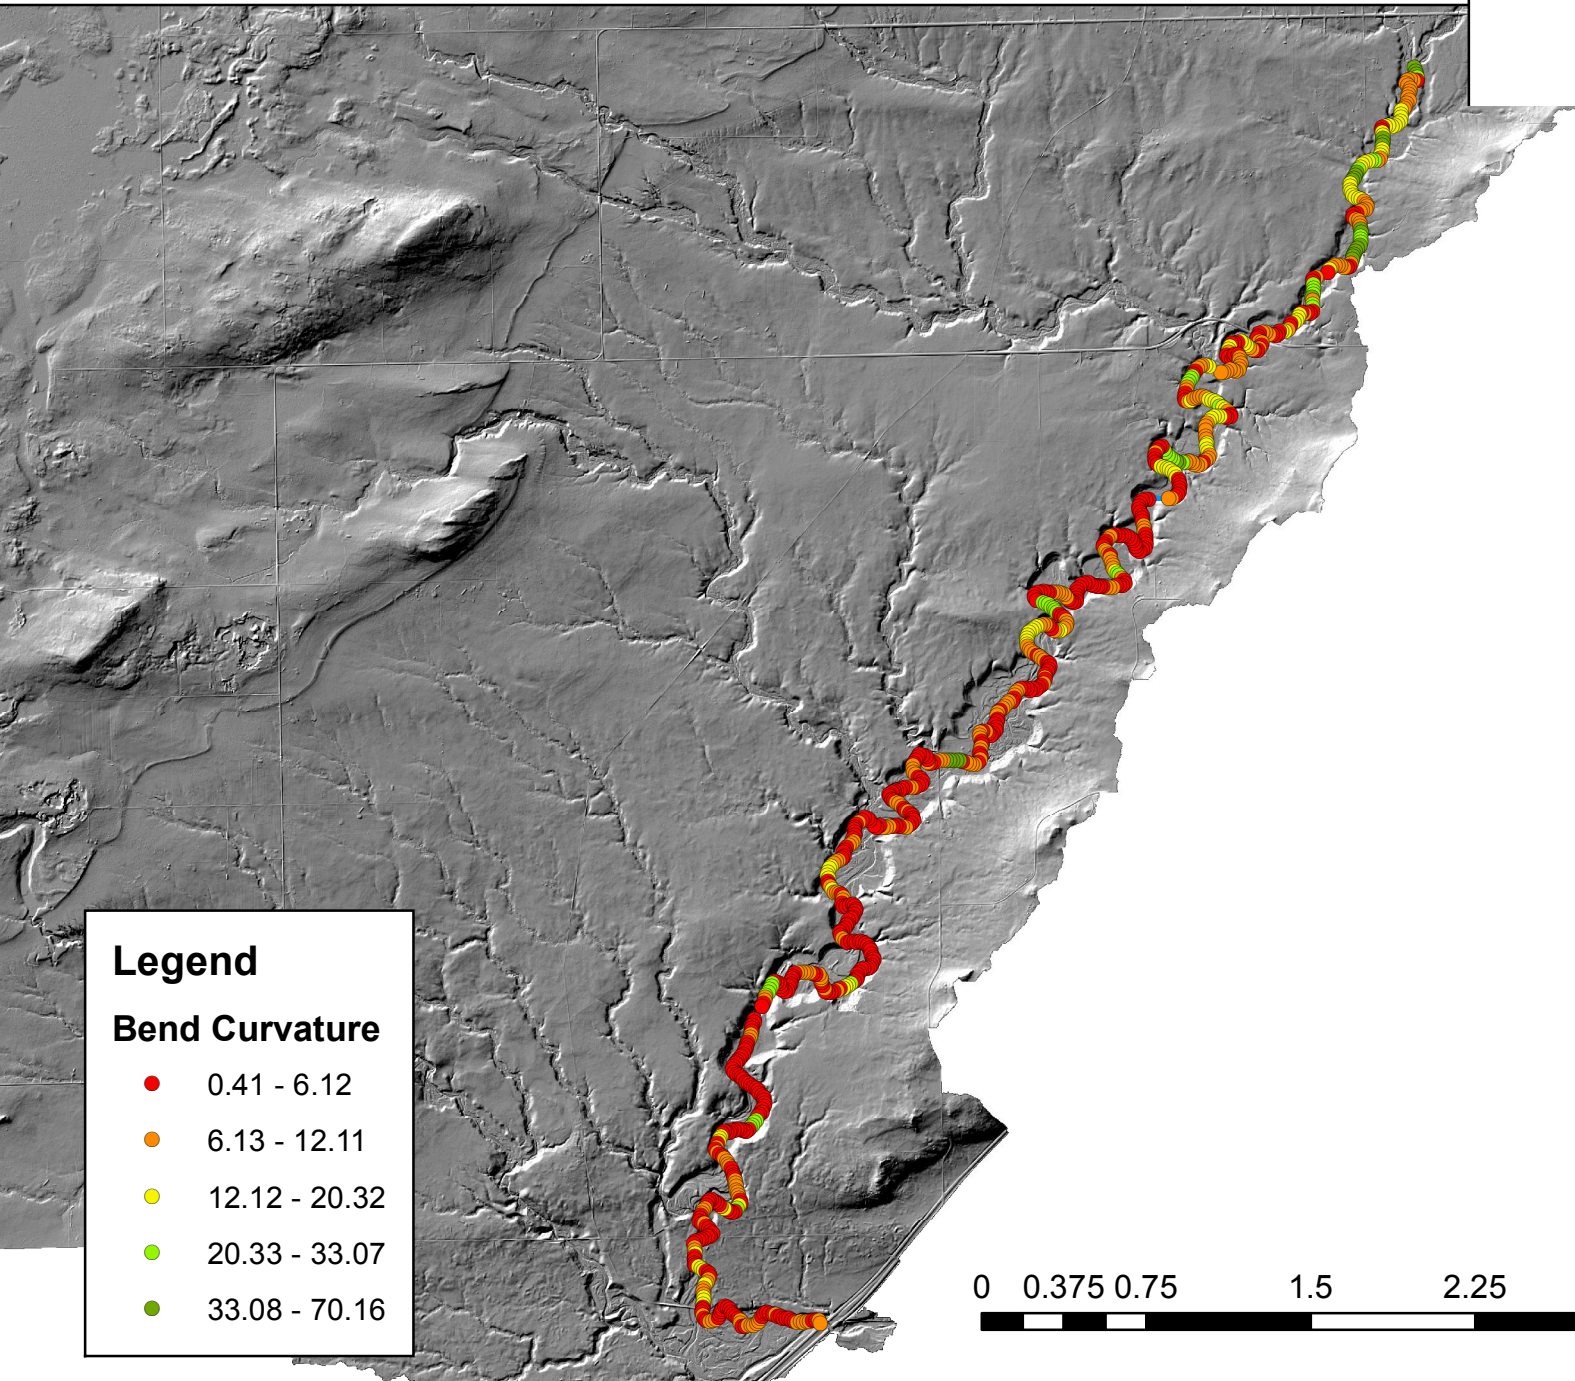 Legend
Bend Curvature
0.41 - 6.12
6.13 - 12.11
12.12 - 20.32
20.33 - 33.07
33.08 - 70.16
0 0.375 0.75 1.5 2.25